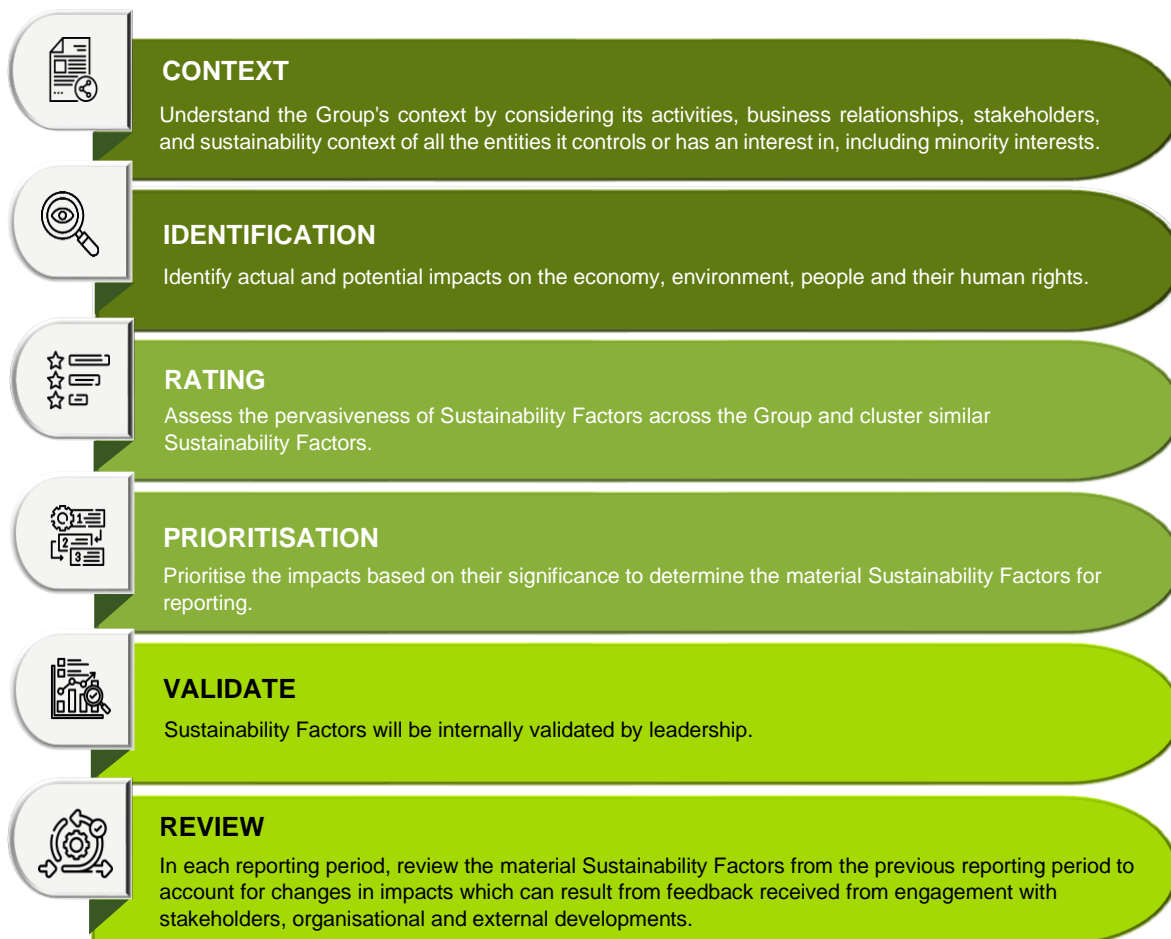 CONTEXT
Understand the Group's context by considering its activities, business relationships, stakeholders,
and sustainability context of all the entities it controls or has an interest in, including minority interests.
IDENTIFICATION
Identify actual and potential impacts on the economy, environment, people and their human rights.
RATING
Assess the pervasiveness of Sustainability Factors across the Group and cluster similar
Sustainability Factors.
1
2
3
PRIORITISATION
Prioritise the impacts based on their significance to determine the material Sustainability Factors for
reporting.
VALIDATE
Sustainability Factors will be internally validated by leadership.
REVIEW
In each reporting period, review the material Sustainability Factors from the previous reporting period to
account for changes in impacts which can result from feedback received from engagement with
stakeholders, organisational and external developments.